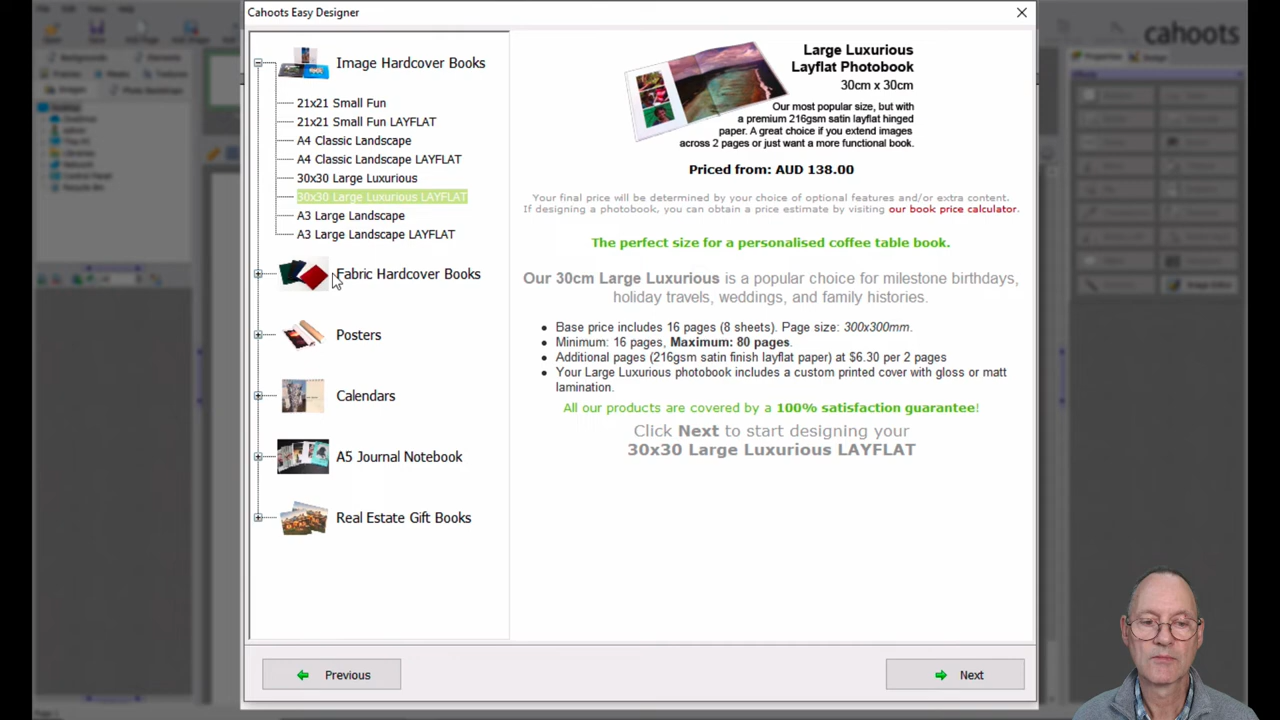 Cahoots Easy Designer
cahoots
Image Hardcover Books
21x21 Small Fun
21x21 Small Fun LAYFLAT
A4 Classic Landscape
A4 Classic Landscape LAYFLAT
30x30 Large Luxurious
30x30 Large Luxurious LAYFLAT
A3 Large Landscape
A3 Large Landscape LAYFLAT
Fabric Hardcover Books
Posters
Calendars
A5 Journal Notebook
Real Estate Gift Books
Large Luxurious
Layflat Photobook
30cm x 30cm
Our most popular size, but with
a premium 216gsm satin layflat hinged
paper. A great choice if you extend images
across 2 pages or just want a more functional book.
Priced from: AUD 138.00
Your final price will be determined by your choice of optional features and/or extra content.
If designing a photobook, you can obtain a price estimate by visiting our book price calculator.
The perfect size for a personalised coffee table book.
Our 30cm Large Luxurious is a popular choice for milestone birthdays,
holiday travels, weddings, and family histories.
Base price includes 16 pages (8 sheets). Page size: 300x300mm.
Minimum: 16 pages, Maximum: 80 pages.
Additional pages (216gsm satin finish layflat paper) at $6.30 per 2 pages
Your Large Luxurious photobook includes a custom printed cover with gloss or matt
lamination.
All our products are covered by a 100% satisfaction guarantee!
Click Next to start designing your
30x30 Large Luxurious LAYFLAT
Previous
Next